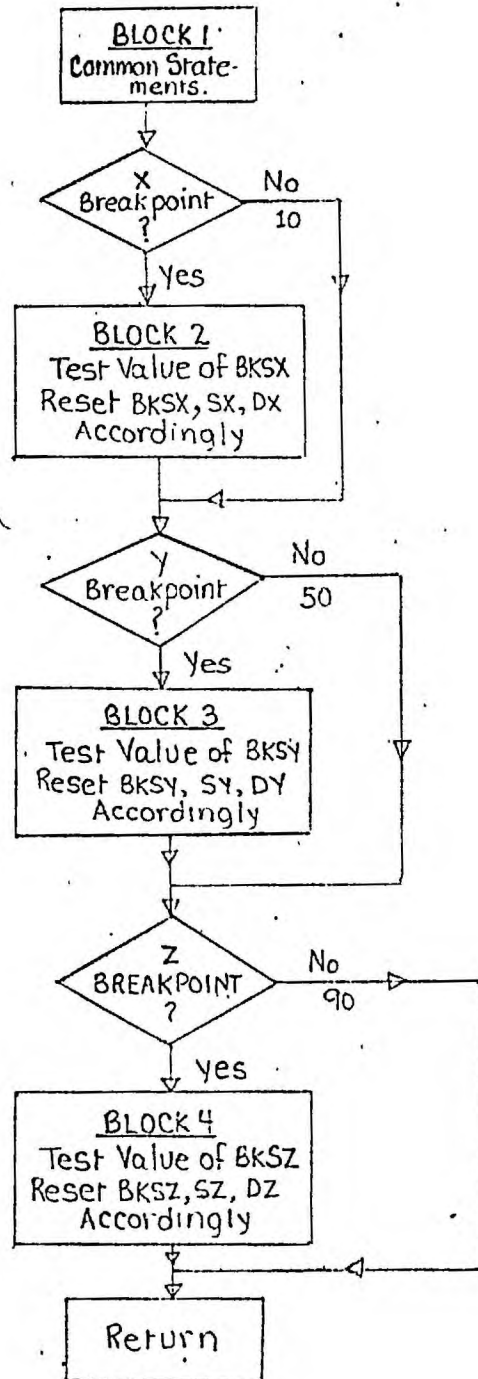 BLOCK 1
Common State-
ments.
X
Breakpoint
?
No
10
Yes
BLOCK 2
Test Value of BKSX
Reset BKSX, SX, DX
Accordingly
Y
Breakpoint
?
No
50
Yes
BLOCK 3
Test Value of BKSY
Reset BKSY, SY, DY
Accordingly
Z
BREAKPOINT
?
No
90
Yes
BLOCK 4
Test Value of BKSZ
Reset BKSZ, SZ, DZ
Accordingly
Return